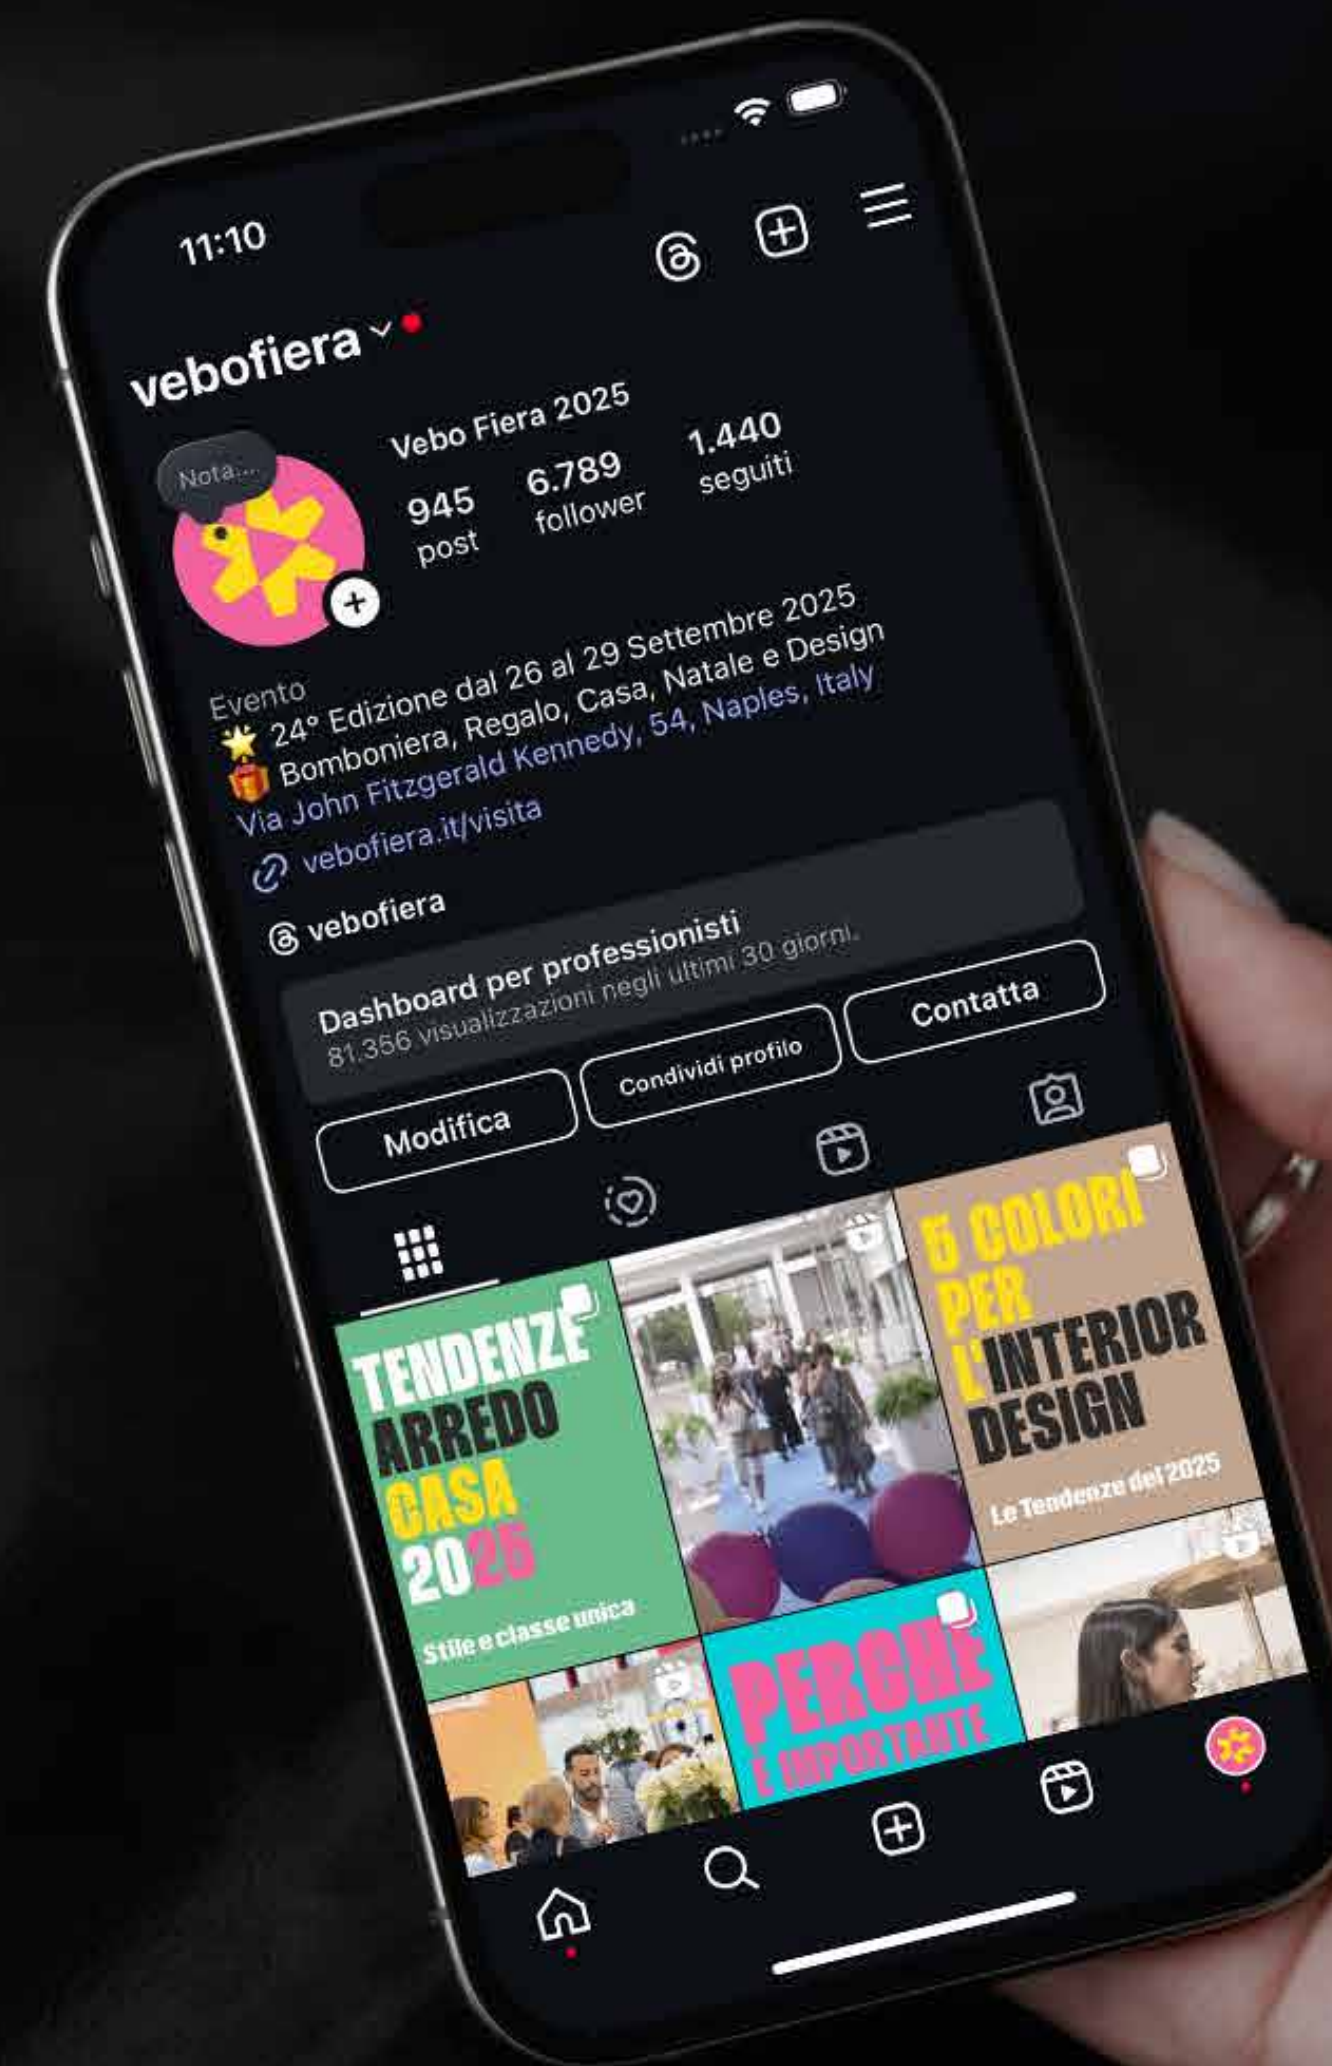 11:10
vebofiera
Nota...
Vebo Fiera 2025
945 6.789 1.440
post follower seguiti
Evento
🌟 24° Edizione dal 26 al 29 Settembre 2025
🎁 Bomboniera, Regalo, Casa, Natale e Design
Via John Fitzgerald Kennedy, 54, Naples, Italy
vebofiera.it/visita
vebofiera
Dashboard per professionisti
81.356 visualizzazioni negli ultimi 30 giorni.
Modifica
Condividi profilo
Contatta
TENDENZE
ARREDO
CASA
2025
Stile e classe unica
5 COLORI
PER
L'INTERIOR
DESIGN
Le Tendenze del 2025
PERCHÈ
È IMPORTANTE